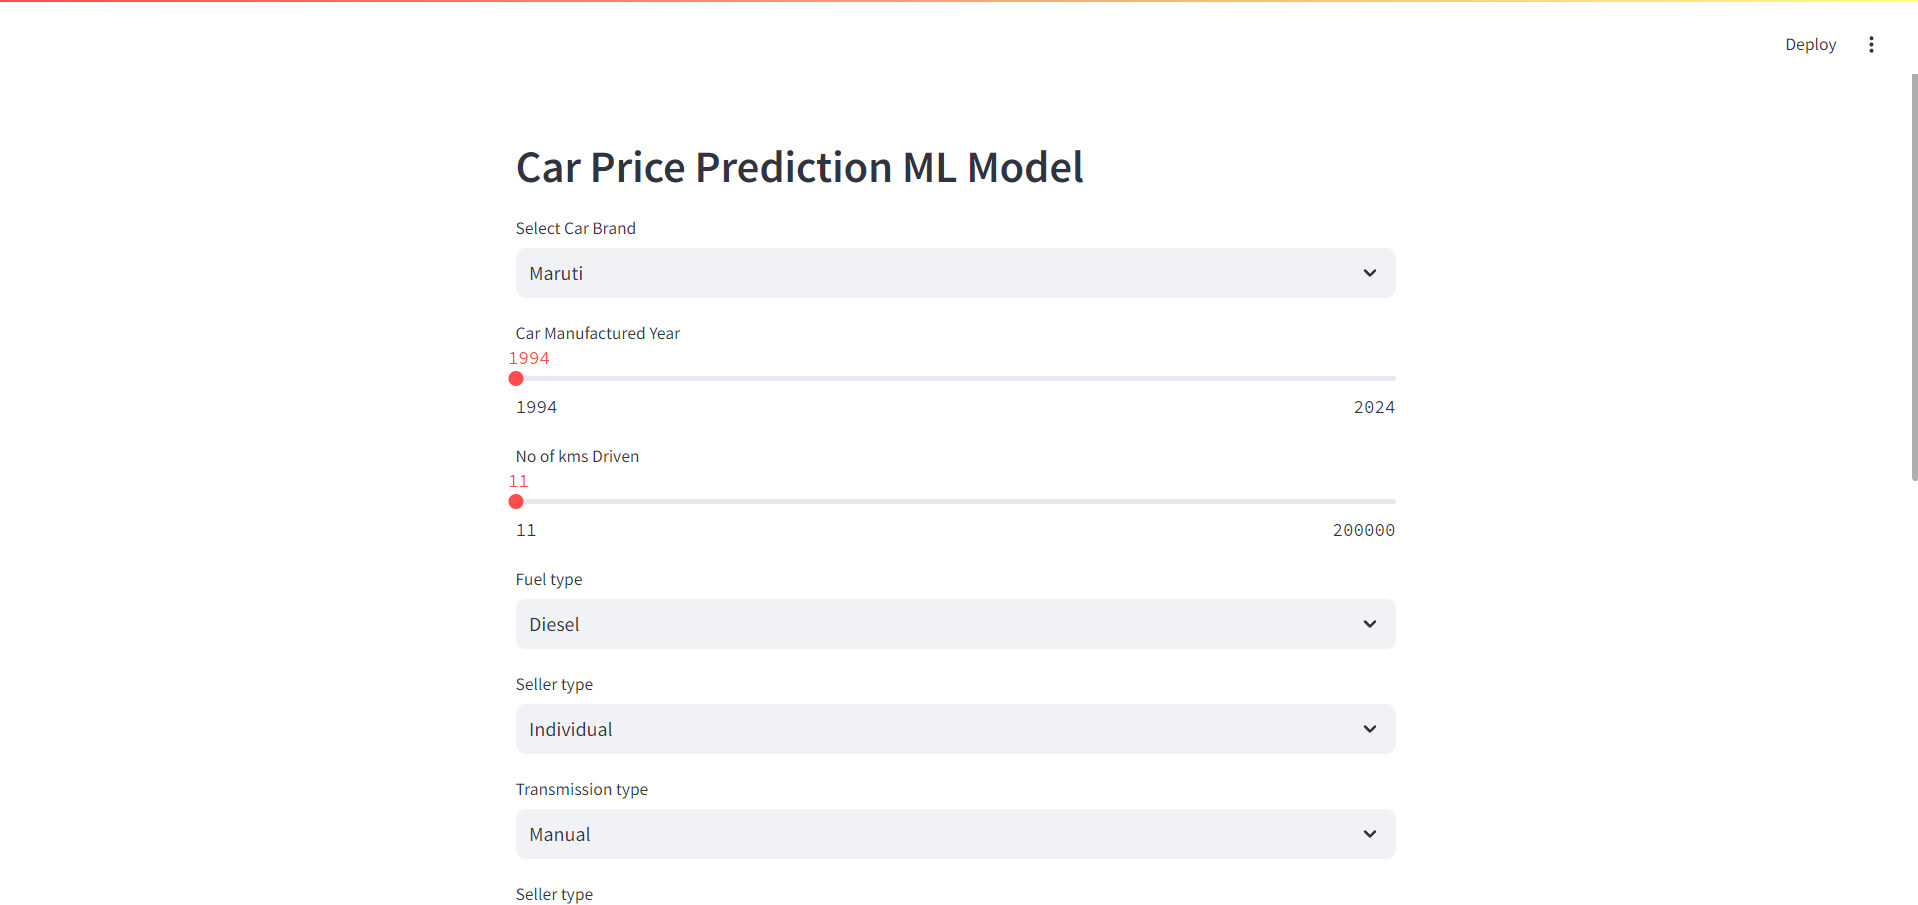 Deploy
Car Price Prediction ML Model
Select Car Brand
Maruti
Car Manufactured Year
1994
1994 2024
No of kms Driven
11
11 200000
Fuel type
Diesel
Seller type
Individual
Transmission type
Manual
Seller type